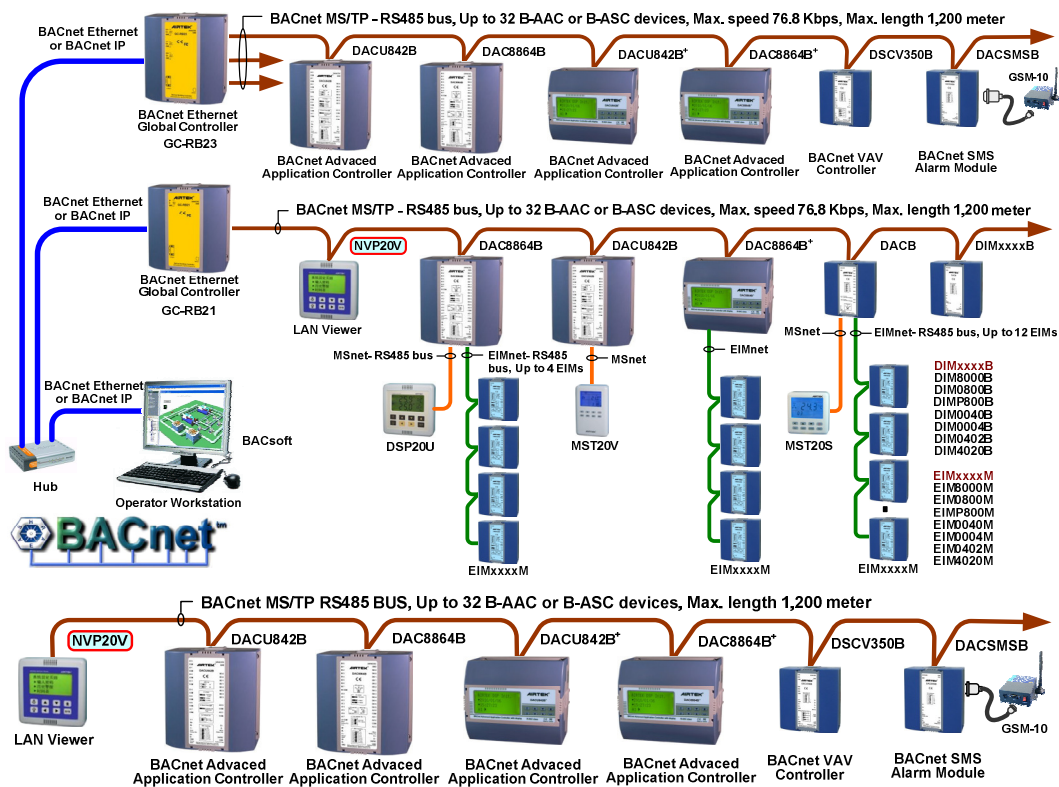 BACnet MS/TP - RS485 bus, Up to 32 B-AAC or B-ASC devices, Max. speed 76.8 Kbps, Max. length 1,200 meter
BACnet Ethernet
or BACnet IP
DACU842B
DAC8864B
DACU842B+
DAC8864B+
DSCV350B
DACSMSB
GSM-10
BACnet Ethernet
Global Controller
GC-RB23
BACnet Advaced
Application Controller
BACnet Advaced
Application Controller
BACnet Advaced
Application Controller
BACnet Advaced
Application Controller
BACnet VAV
Controller
BACnet SMS
Alarm Module
BACnet Ethernet
or BACnet IP
BACnet MS/TP - RS485 bus, Up to 32 B-AAC or B-ASC devices, Max. speed 76.8 Kbps, Max. length 1,200 meter
NVP20V
DAC8864B
DACU842B
DAC8864B+
DACB
DIMxxxxB
BACnet Ethernet
Global Controller
GC-RB21
LAN Viewer
MSnet- RS485 bus
EIMnet- RS485
bus, Up to 4 EIMs
MSnet
EIMnet
MSnet
EIMnet- RS485 bus, Up to 12 EIMs
BACnet Ethernet
or BACnet IP
BACsoft
Hub
Operator Workstation
DSP20U
MST20V
MST20S
EIMxxxxM
EIMxxxxM
EIMxxxxM
DIMxxxxB
DIM8000B
DIM0800B
DIMP800B
DIM0040B
DIM0004B
DIM0402B
DIM4020B
EIMxxxxM
EIM8000M
EIM0800M
EIMP800M
EIM0040M
EIM0004M
EIM0402M
EIM4020M
BACnet tm
BACnet MS/TP RS485 BUS, Up to 32 B-AAC or B-ASC devices, Max. length 1,200 meter
NVP20V
DACU842B
DAC8864B
DACU842B+
DAC8864B+
DSCV350B
DACSMSB
LAN Viewer
GSM-10
BACnet Advaced
Application Controller
BACnet Advaced
Application Controller
BACnet Advaced
Application Controller
BACnet Advaced
Application Controller
BACnet VAV
Controller
BACnet SMS
Alarm Module